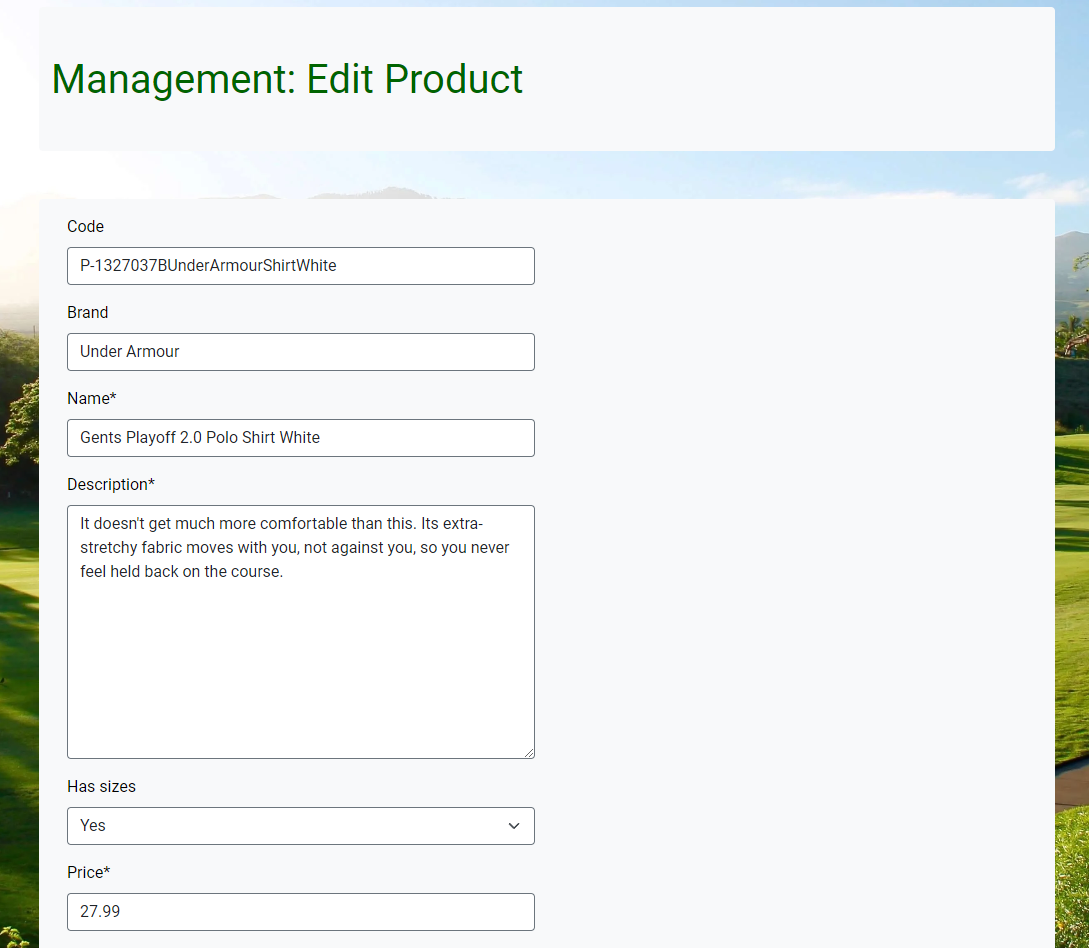 Management: Edit Product
Code
P-1327037BUnderArmourShirtWhite
Brand
Under Armour
Name*
Gents Playoff 2.0 Polo Shirt White
Description*
It doesn't get much more comfortable than this. Its extra-
stretchy fabric moves with you, not against you, so you never
feel held back on the course.
Has sizes
Yes
Price*
27.99